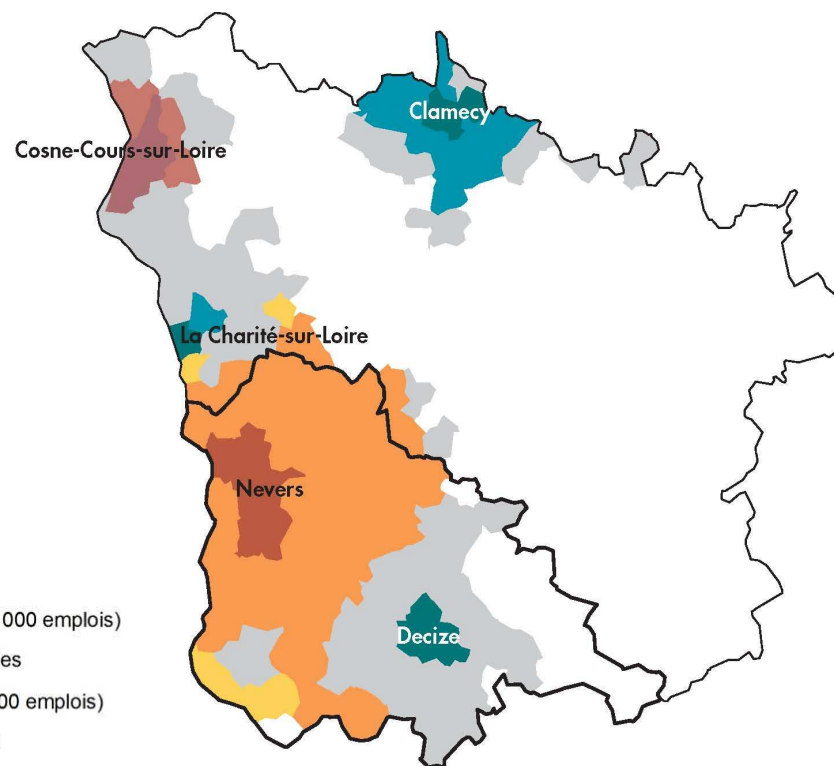 Clamecy
Cosne-Cours-sur-Loire
La Charité-sur-Loire
Nevers
Decize
000 emplois)
es
00 emplois)